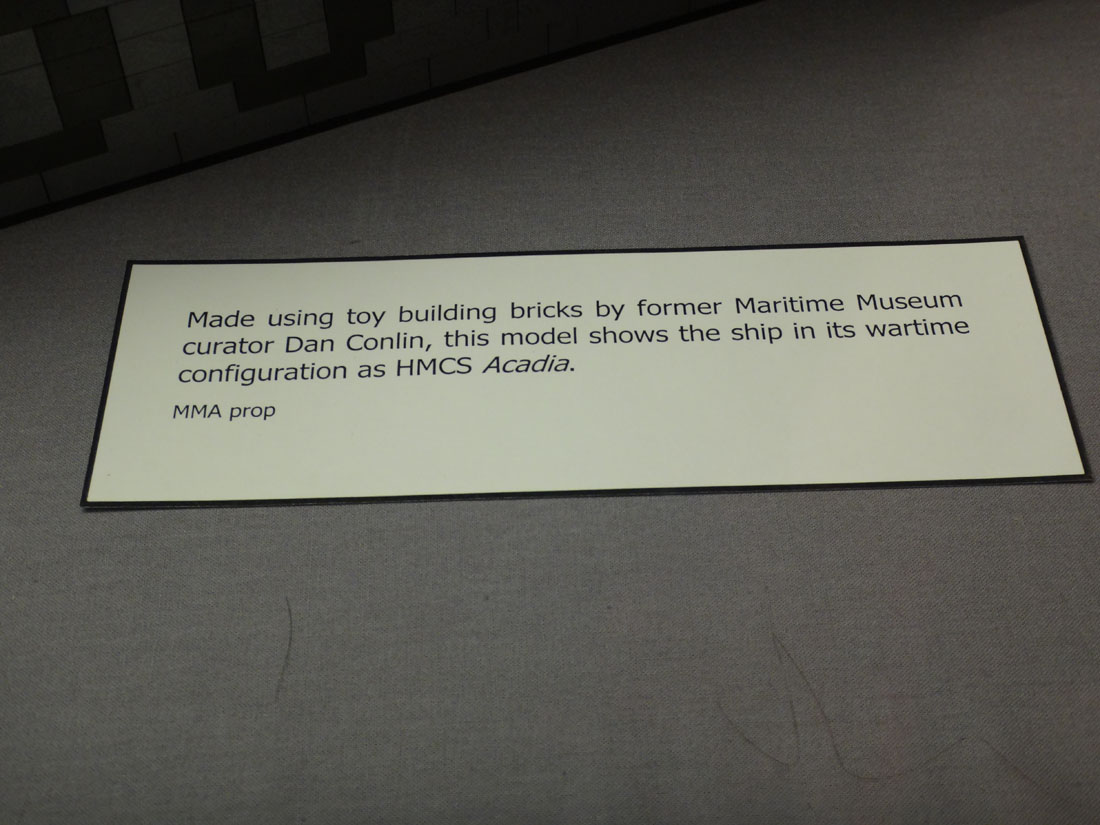 Made using toy building bricks by former Maritime Museum
curator Dan Conlin, this model shows the ship in its wartime
configuration as HMCS Acadia.
MMA prop